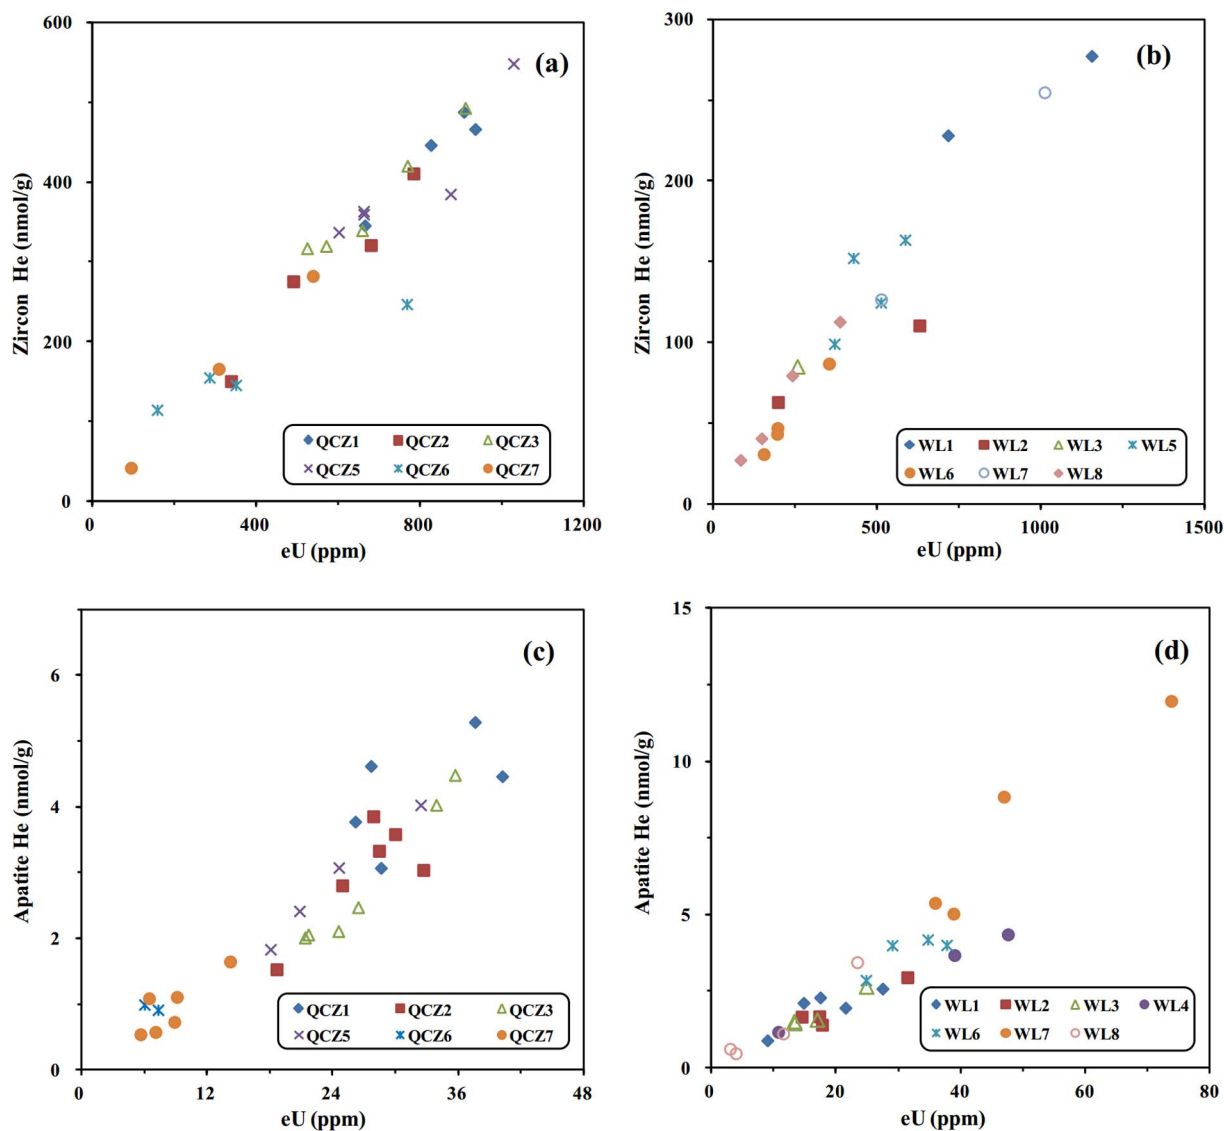 600
400
200
0
Zircon He (nmol/g)
(a)
QCZ1 QCZ2 QCZ3
QCZ5 QCZ6 QCZ7
0 400 800 1200
eU (ppm)
300
200
100
0
Zircon He (nmol/g)
(b)
WL1 WL2 WL3 WL5
WL6 WL7 WL8
0 500 1000 1500
eU (ppm)
6
4
2
0
Apatite He (nmol/g)
(c)
QCZ1 QCZ2 QCZ3
QCZ5 QCZ6 QCZ7
0 12 24 36 48
eU (ppm)
15
10
5
0
Apatite He (nmol/g)
(d)
WL1 WL2 WL3 WL4
WL6 WL7 WL8
0 20 40 60 80
eU (ppm)